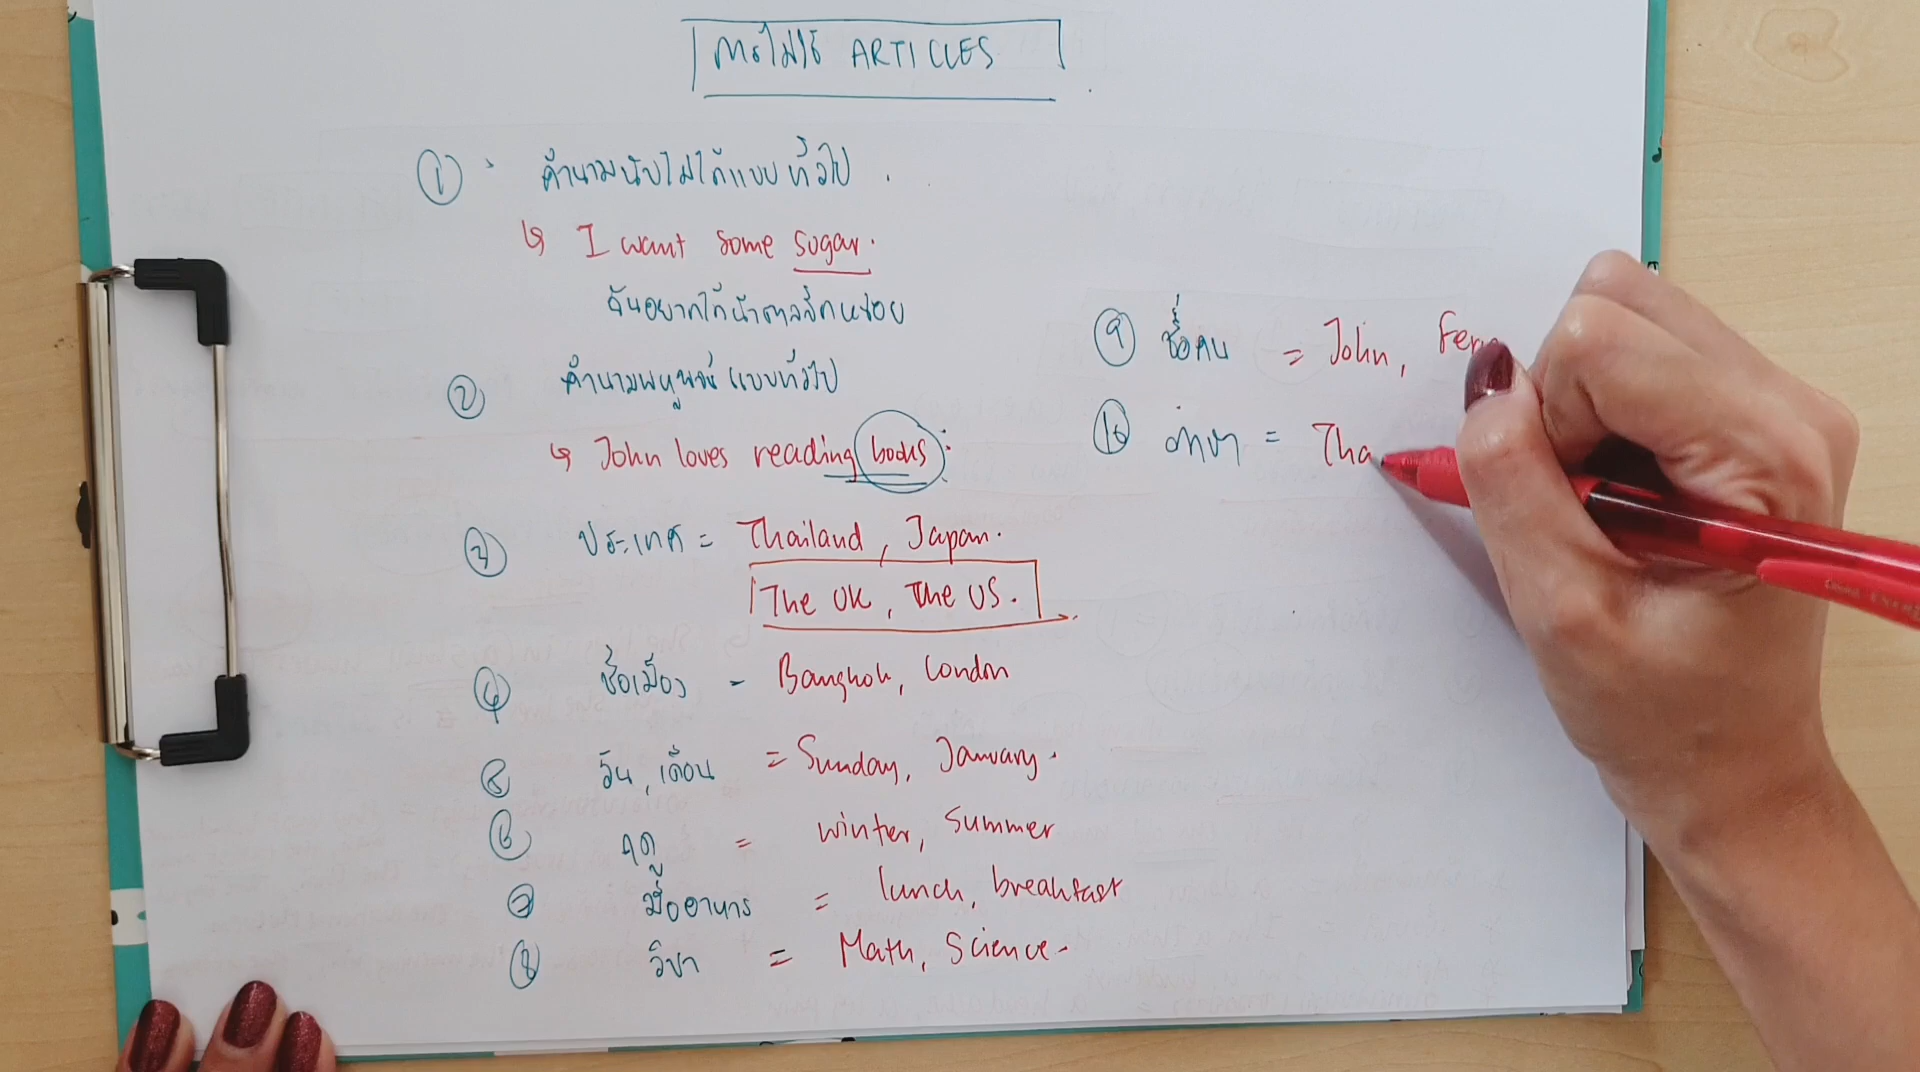 การไม่ใช้ ARTICLES
① คำนามนับไม่ได้แบบทั่วไป .
↳ I want some sugar.
ฉันอยากได้น้ำตาลสักหน่อย
② คำนามพหูพจน์แบบทั่วไป
↳ John loves reading books.
③ ประเทศ = Thailand, Japan.
The UK, The US.
④ ชื่อเมือง - Bangkok, London
⑤ วัน, เดือน = Sunday, January.
⑥ ฤดู = winter, summer
⑦ มื้ออาหาร = lunch, breakfast
⑧ วิชา = Math, Science.
⑨ ชื่อคน = John,
⑩ ภาษา = Tha